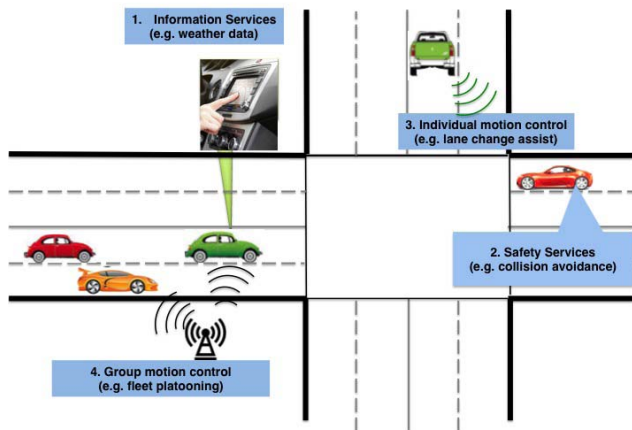 1. Information Services
(e.g. weather data)
3. Individual motion control
(e.g. lane change assist)
2. Safety Services
(e.g. collision avoidance)
4. Group motion control
(e.g. fleet platooning)